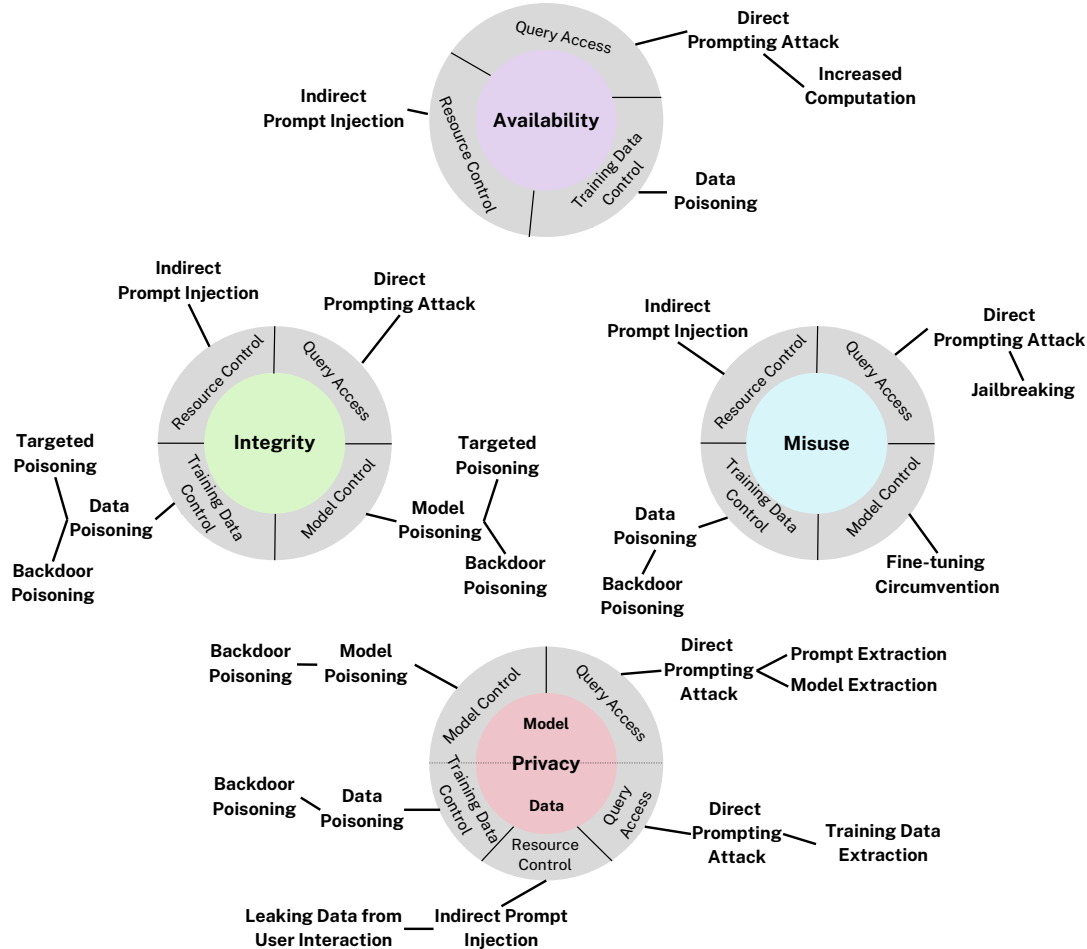 Query Access
Direct
Prompting Attack
Increased
Computation
Indirect
Prompt Injection
Resource Control
Availability
Training Data
Control
Data
Poisoning
Indirect
Prompt Injection
Direct
Prompting Attack
Resource Control
Query Access
Integrity
Targeted
Poisoning
Data
Poisoning
Backdoor
Poisoning
Training Data
Control
Model Control
Model
Poisoning
Targeted
Poisoning
Backdoor
Poisoning
Indirect
Prompt Injection
Direct
Prompting Attack
Jailbreaking
Resource Control
Query Access
Misuse
Training Data
Control
Model Control
Data
Poisoning
Backdoor
Poisoning
Fine-tuning
Circumvention
Backdoor
Poisoning
Model
Poisoning
Model Control
Query Access
Direct
Prompting
Attack
Prompt Extraction
Model Extraction
Model
Privacy
Data
Backdoor
Poisoning
Data
Poisoning
Training Data
Control
Resource
Control
Query
Access
Direct
Prompting
Attack
Training Data
Extraction
Leaking Data from
User Interaction
Indirect Prompt
Injection